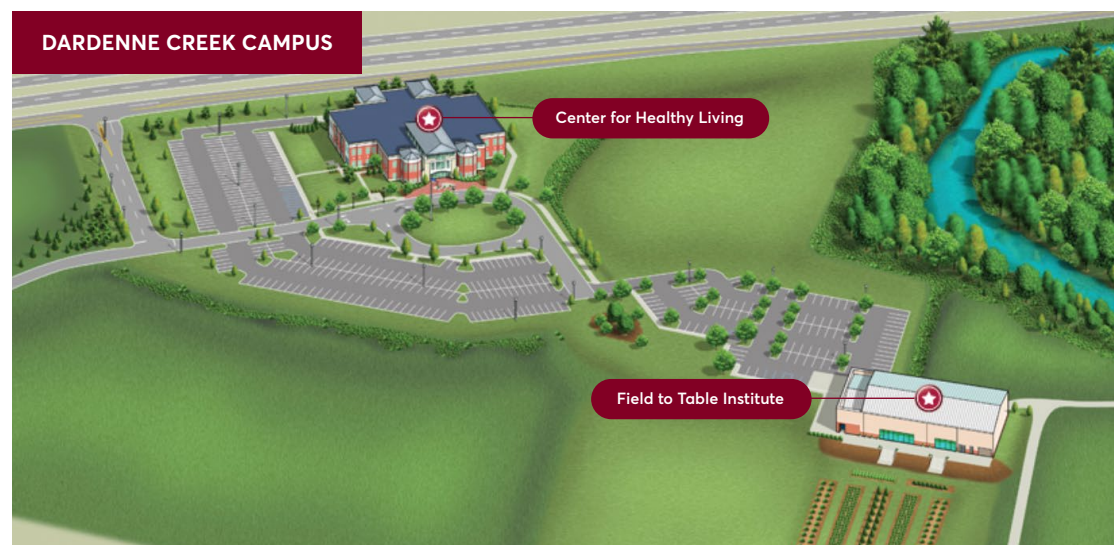 DARDENNE CREEK CAMPUS
Center for Healthy Living
Field to Table Institute